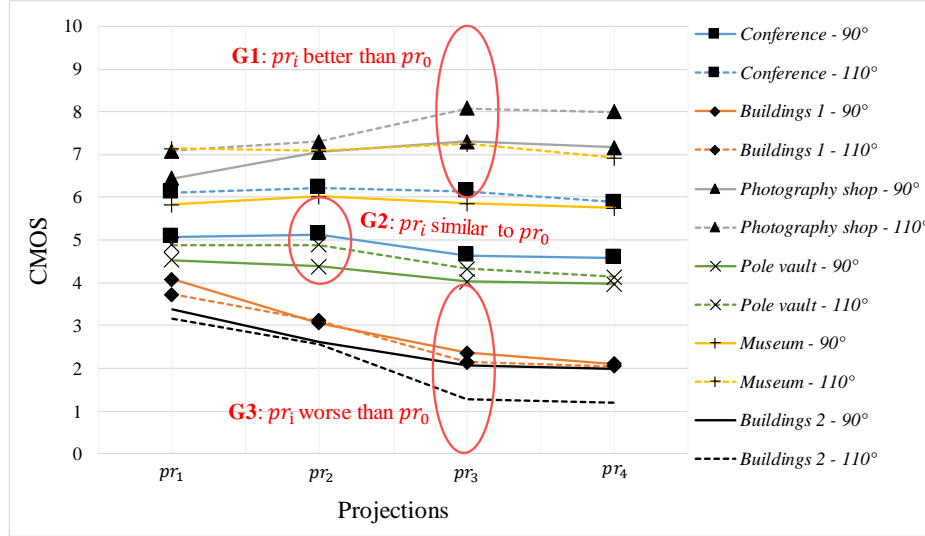 10
9
8
7
6
5
4
3
2
1
0
CMOS
G1: pri better than pr0
G2: pri similar to pr0
G3: pri worse than pr0
pr1
pr2
pr3
pr4
Projections
Conference - 90°
Conference - 110°
Buildings 1 - 90°
Buildings 1 - 110°
Photography shop - 90°
Photography shop - 110°
Pole vault - 90°
Pole vault - 110°
Museum - 90°
Museum - 110°
Buildings 2 - 90°
Buildings 2 - 110°